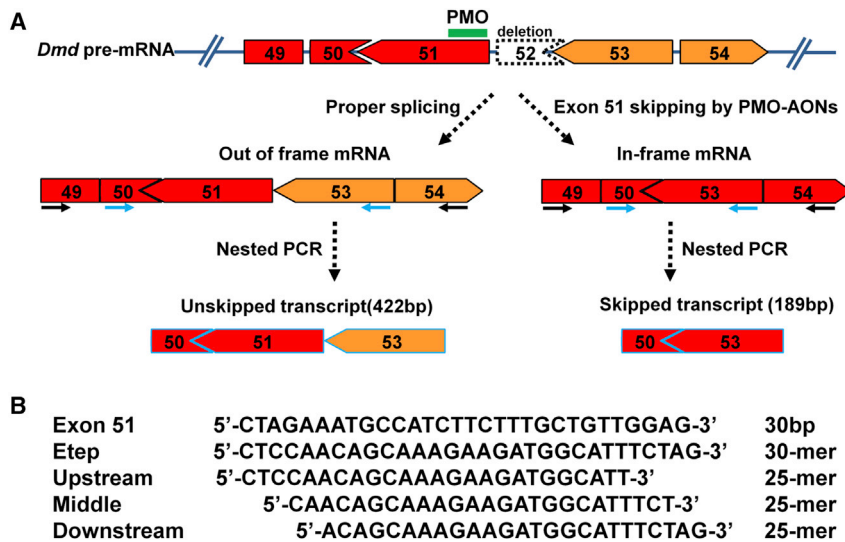 A
PMO
deletion
Dmd pre-mRNA
49 50 51 52 53 54
Proper splicing
Exon 51 skipping by PMO-AONs
Out of frame mRNA
In-frame mRNA
49 50 51 53 54
49 50 53 54
Nested PCR
Nested PCR
Unskipped transcript(422bp)
Skipped transcript (189bp)
50 51 53
50 53
B
Exon 51 5’-CTAGAAATGCCATCTTCTTTGCTGTTGGAG-3’ 30bp
Etep 5’-CTCCAACAGCAAAGAAGATGGCATTTCTAG-3’ 30-mer
Upstream 5’-CTCCAACAGCAAAGAAGATGGCATT-3’ 25-mer
Middle 5’-CAACAGCAAAGAAGATGGCATTTCT-3’ 25-mer
Downstream 5’-ACAGCAAAGAAGATGGCATTTCTAG-3’ 25-mer